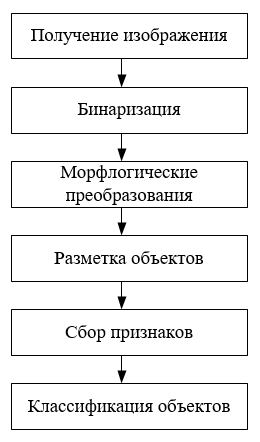 Получение изображения
Бинаризация
Морфлогические
преобразования
Разметка объектов
Сбор признаков
Классификация объектов